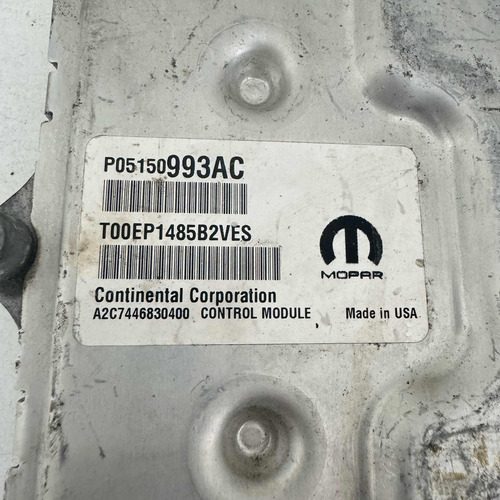 P05150993AC
T00EP1485B2VES
MOPAR
Continental Corporation
A2C7446830400 CONTROL MODULE Made in USA